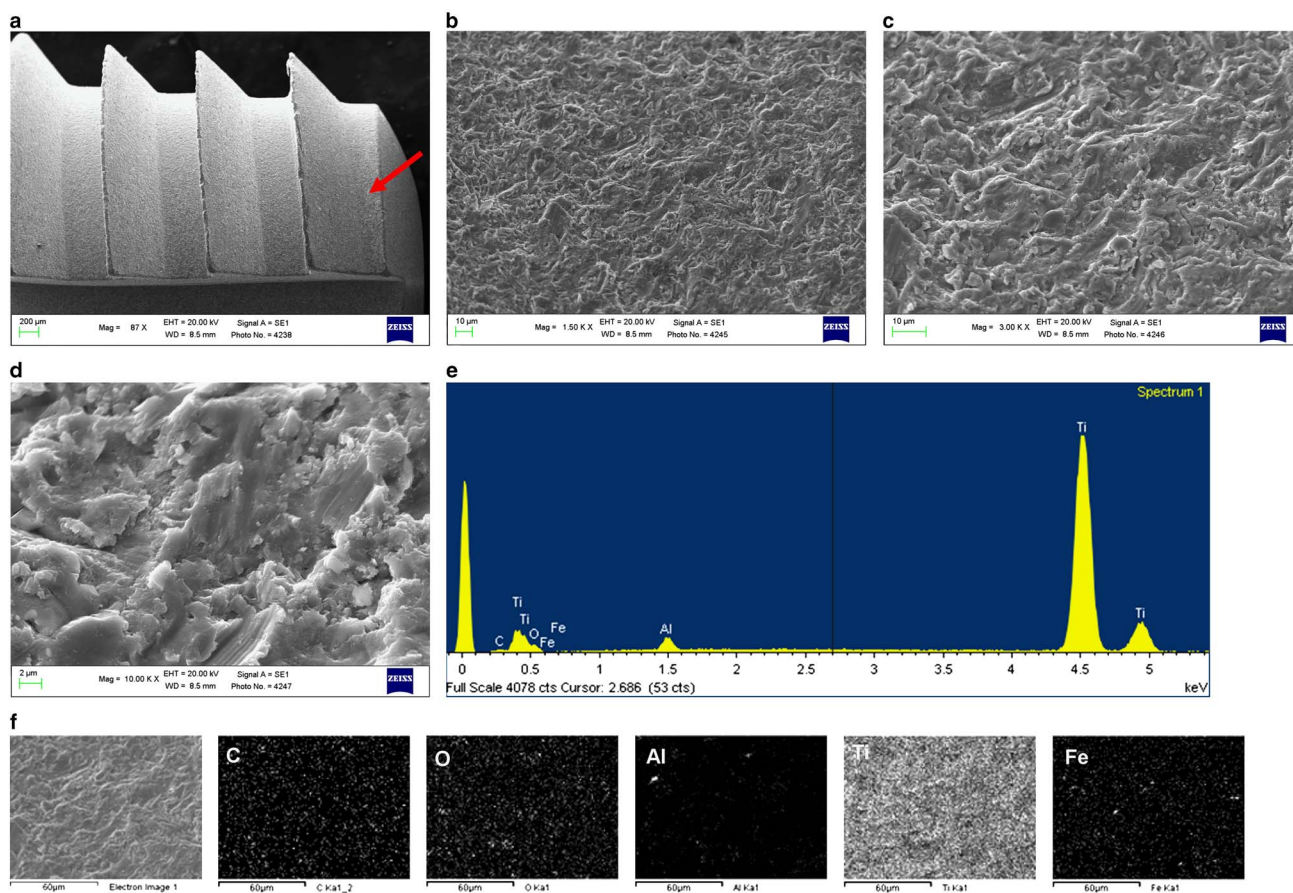 a
200 µm
Mag = 87 X
EHT = 20.00 kV
WD = 8.5 mm
Signal A = SE1
Photo No. = 4238
ZEISS
b
10 µm
Mag = 1.50 K X
EHT = 20.00 kV
WD = 8.5 mm
Signal A = SE1
Photo No. = 4245
ZEISS
c
10 µm
Mag = 3.00 K X
EHT = 20.00 kV
WD = 8.5 mm
Signal A = SE1
Photo No. = 4246
ZEISS
d
2 µm
Mag = 10.00 K X
EHT = 20.00 kV
WD = 8.5 mm
Signal A = SE1
Photo No. = 4247
ZEISS
e
Spectrum 1
C
Ti
Ti
O
Fe
Fe
Al
Ti
Ti
0 0.5 1 1.5 2 2.5 3 3.5 4 4.5 5
Full Scale 4078 cts Cursor: 2.686 (53 cts)
keV
f
60µm
Electron Image 1
C
60µm
C Ka1_2
O
60µm
O Ka1
Al
60µm
Al Ka1
Ti
60µm
Ti Ka1
Fe
60µm
Fe Ka1